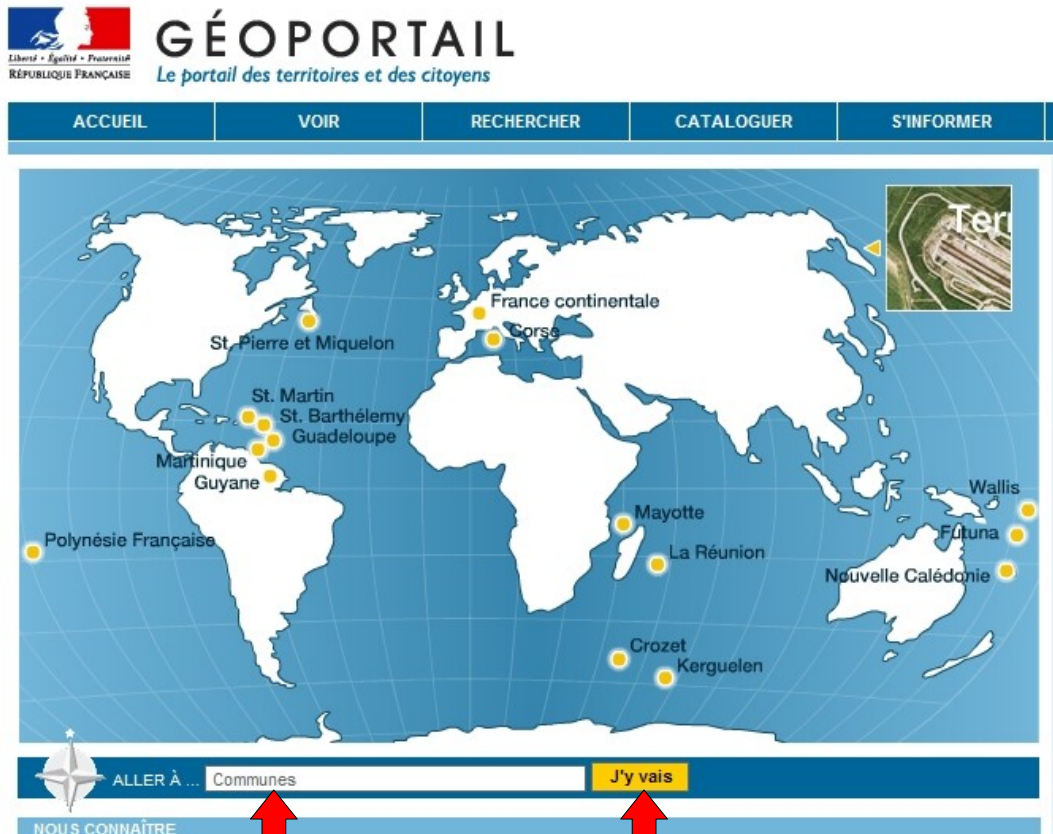 Liberté • Égalité • Fraternité
RÉPUBLIQUE FRANÇAISE
GÉOPORTAIL
Le portail des territoires et des citoyens
ACCUEIL
VOIR
RECHERCHER
CATALOGUER
S'INFORMER
Terr
France continentale
Corse
St. Pierre et Miquelon
St. Martin
St. Barthélemy
Guadeloupe
Martinique
Guyane
Wallis
Mayotte
Futuna
Polynésie Française
La Réunion
Nouvelle Calédonie
Crozet
Kerguelen
ALLER À ... Communes J'y vais
NOUS CONNAÎTRE